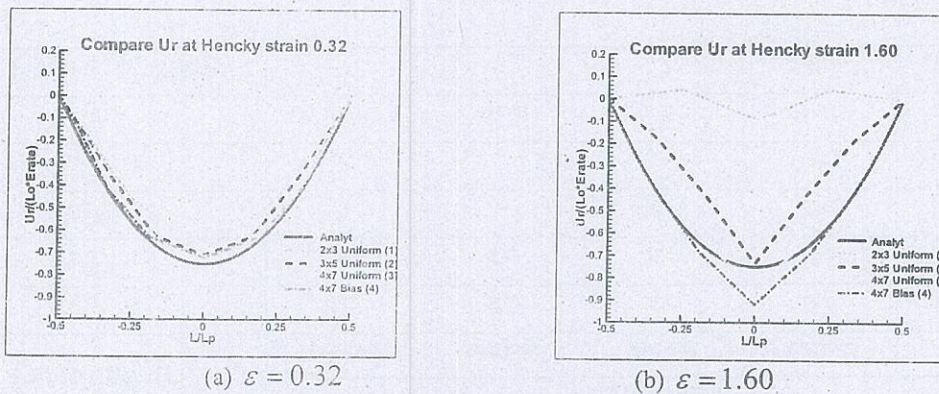 Compare Ur at Hencky strain 0.32
0.2
0.1
0
-0.1
-0.2
-0.3
-0.4
-0.5
-0.6
-0.7
-0.8
-0.9
-1
Ur/(Lo*Erate)
-0.5
-0.25
0
0.25
0.5
L/Lp
Analyt
2x3 Uniform (1)
3x5 Uniform (2)
4x7 Uniform (3)
4x7 Bias (4)
(a) ε = 0.32
Compare Ur at Hencky strain 1.60
0.2
0.1
0
-0.1
-0.2
-0.3
-0.4
-0.5
-0.6
-0.7
-0.8
-0.9
-1
Ur/(Lo*Erate)
-0.5
-0.25
0
0.25
0.5
L/Lp
Analyt
2x3 Uniform (
3x5 Uniform (
4x7 Uniform (
4x7 Bias (4)
(b) ε = 1.60